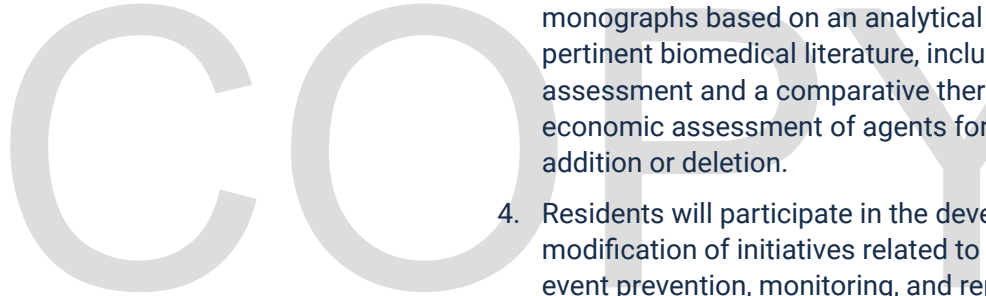 COPY
monographs based on an analytical
pertinent biomedical literature, inclu
assessment and a comparative ther
economic assessment of agents for
addition or deletion.
4. Residents will participate in the deve
modification of initiatives related to
event prevention, monitoring, and rep